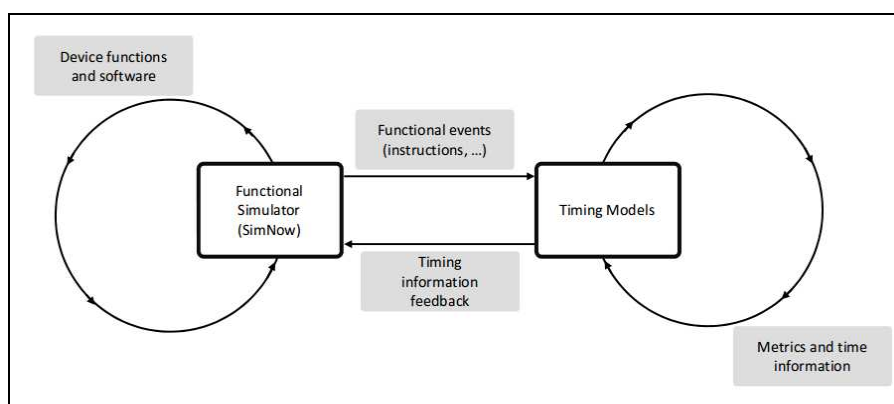 Device functions
and software
Functional events
(instructions, ...)
Functional
Simulator
(SimNow)
Timing Models
Timing
information
feedback
Metrics and time
information